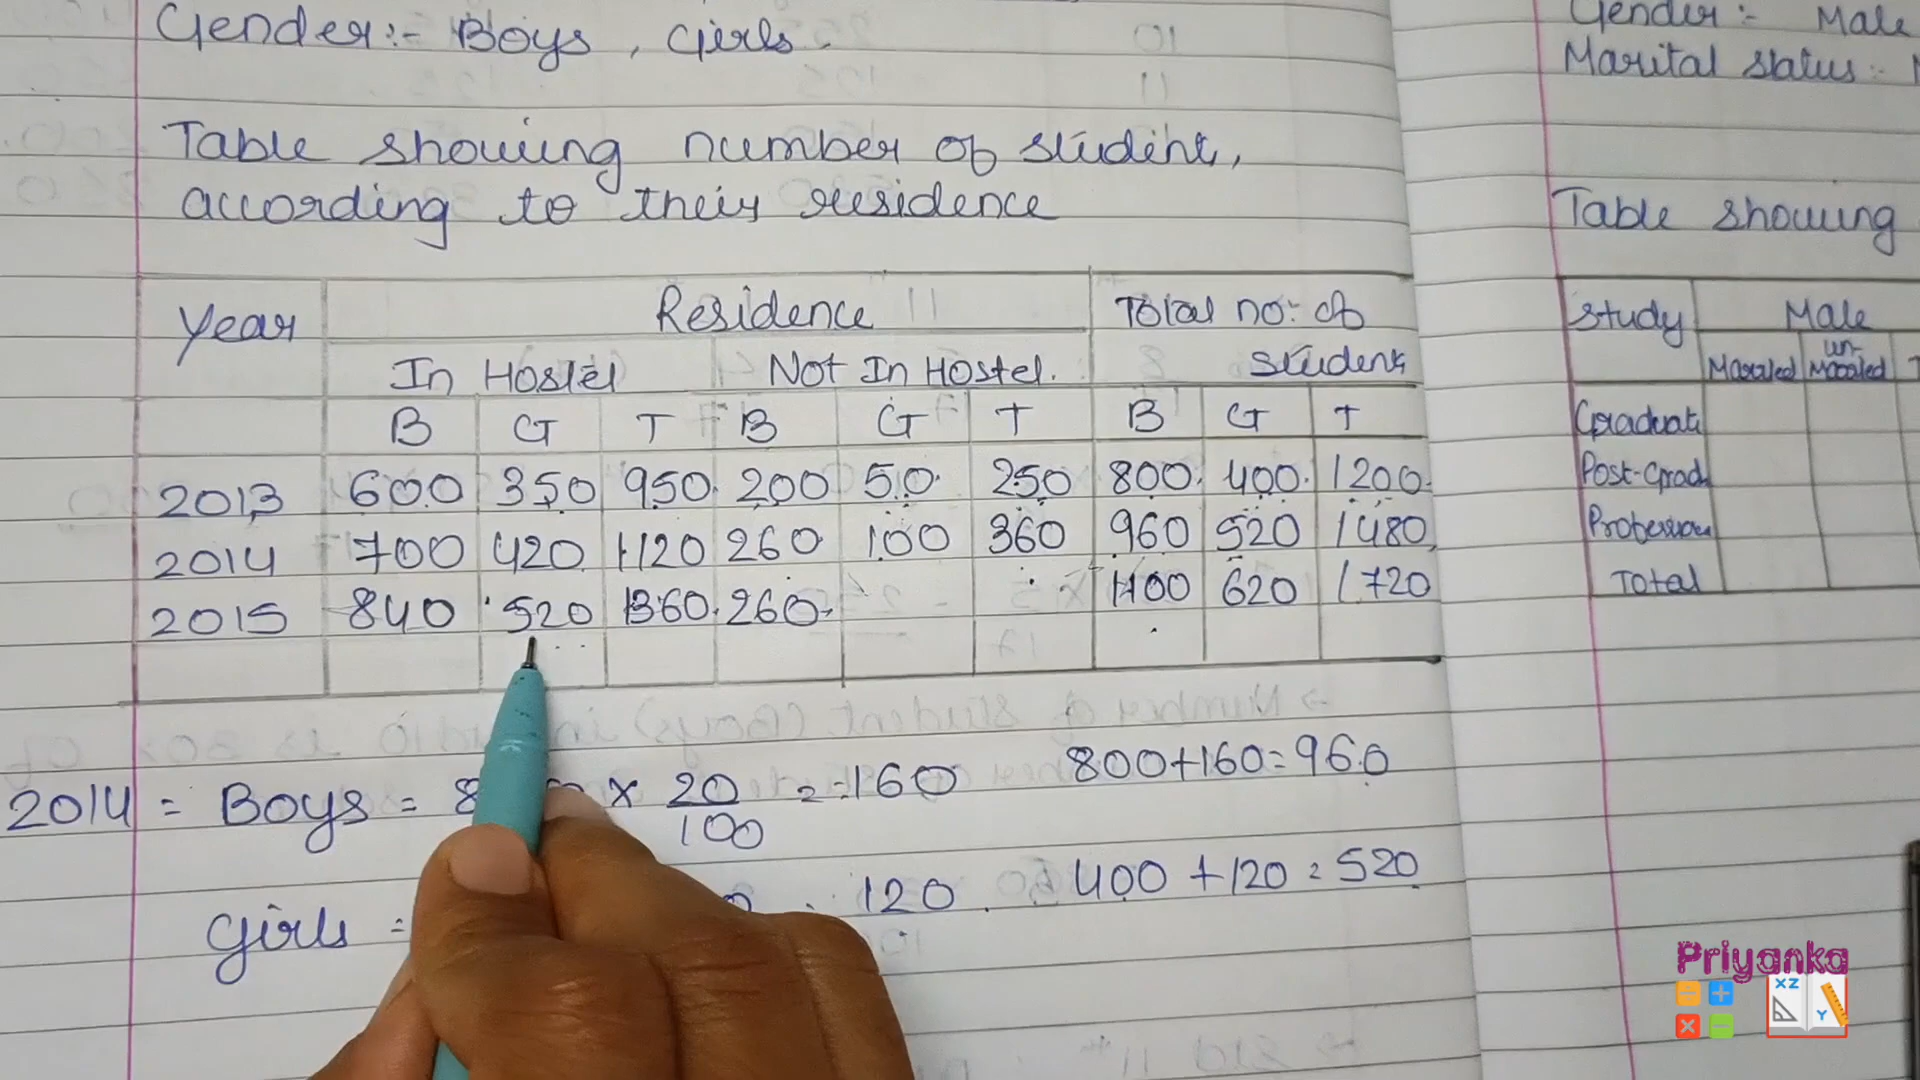 Gender:- Boys, Girls.
Table showing number of students,
according to their residence
Year Residence Total no: of
students
In Hostel Not In Hostel.
B G T B G T B G T
2013 600 350 950 200 50 250 800 400 1200
2014 700 420 1120 260 100 360 960 520 1480
2015 840 520 1360 260 1100 620 1720
2014 = Boys = 8 x 20/100 = 160 800+160=960
Girls = 120 400+120=520
Gender:- Male
Marital status:-
Table showing
Study Male
Married un-Married
Graduate
Post-Grad
Total
Priyanka
XZ
Y